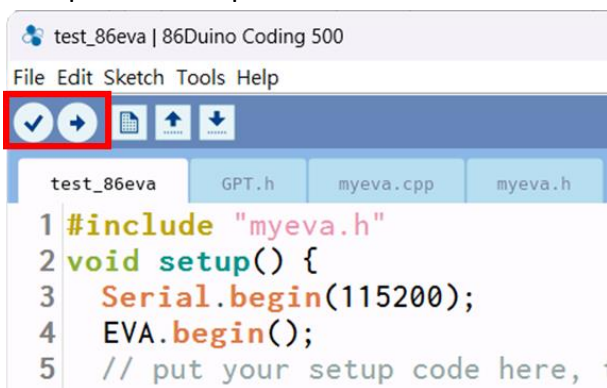 test_86eva | 86Duino Coding 500
File Edit Sketch Tools Help
test_86eva GPT.h myeva.cpp myeva.h
1 #include "myeva.h"
2 void setup() {
3 Serial.begin(115200);
4 EVA.begin();
5 // put your setup code here,